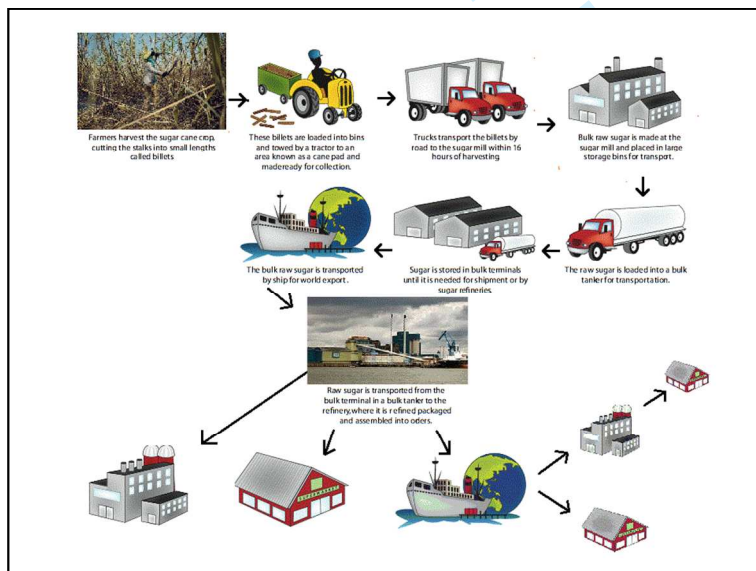 Farmers harvest the sugar cane crop,
cutting the stalks into small lengths
called billets
These billets are loaded into bins
and towed by a tractor to an
area known as a cane pad and
madeready for collection.
Trucks transport the billets by
road to the sugar mill within 16
hours of harvesting.
Bulk raw sugar is made at the
sugar mill and placed in large
storage bins for transport.
The bulk raw sugar is transported
by ship for world export.
Sugar is stored in bulk terminals
until it is needed for shipment or by
sugar refineries.
The raw sugar is loaded into a bulk
tanker for transportation.
Raw sugar is transported from the
bulk terminal in a bulk tanker to the
refinery,where it is refined packaged
and assembled into oders.
SUPERMARKET